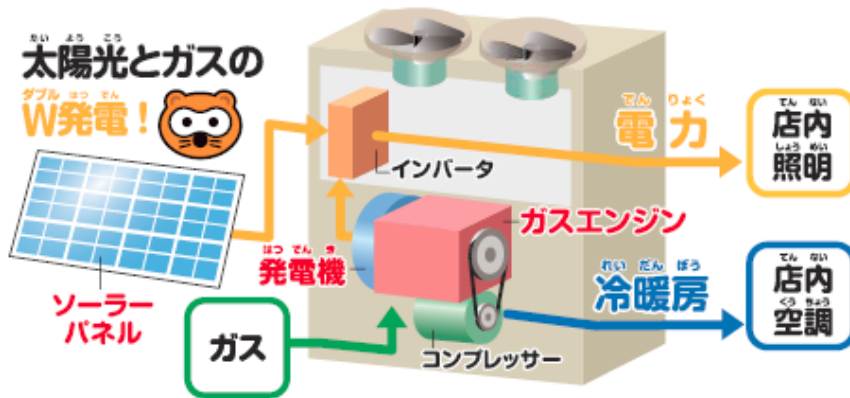 たいようこう
太陽光とガスの
ダブルはつでん
W発電！
ソーラー
パネル
ガス
インバータ
はつでんき
発電機
ガスエンジン
コンプレッサー
でんりょく
電力
れいだんぼう
冷暖房
てんない
店内
しょうめい
照明
てんない
店内
くうちょう
空調